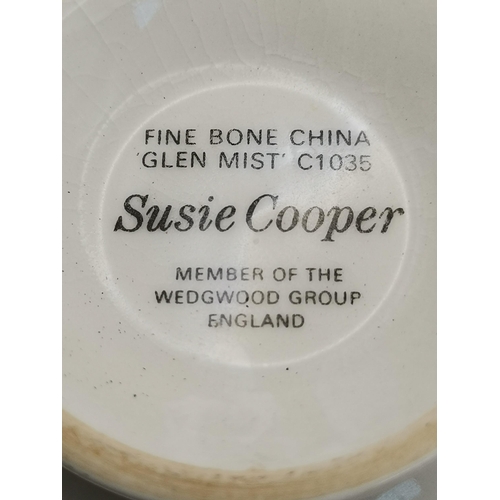 FINE BONE CHINA
'GLEN MIST' C1035
Susie Cooper
MEMBER OF THE
WEDGWOOD GROUP
ENGLAND